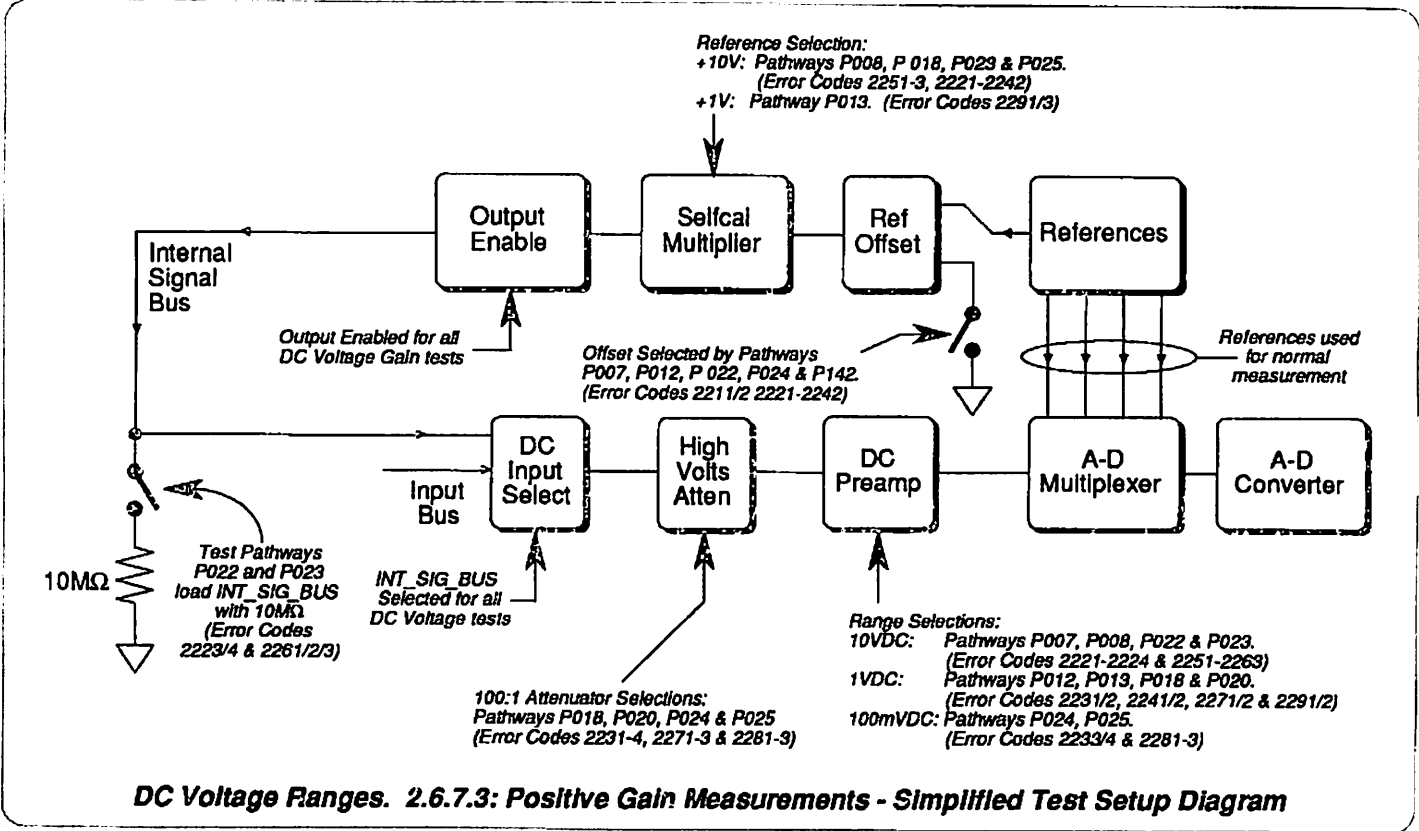 Reference Selection:
+10V: Pathways P008, P 018, P023 & P025.
(Error Codes 2251-3, 2221-2242)
+1V: Pathway P013. (Error Codes 2291/3)
Output
Enable
Selfcal
Multiplier
Ref
Offset
References
Internal
Signal
Bus
Output Enabled for all
DC Voltage Gain tests
Offset Selected by Pathways
P007, P012, P 022, P024 & P142.
(Error Codes 2211/2 2221-2242)
References used
for normal
measurement
DC
Input
Select
High
Volts
Atten
DC
Preamp
A-D
Multiplexer
A-D
Converter
Input
Bus
10MΩ
Test Pathways
P022 and P023
load INT_SIG_BUS
with 10MΩ
(Error Codes
2223/4 & 2261/2/3)
INT_SIG_BUS
Selected for all
DC Voltage tests
100:1 Attenuator Selections:
Pathways P018, P020, P024 & P025
(Error Codes 2231-4, 2271-3 & 2281-3)
Range Selections:
10VDC: Pathways P007, P008, P022 & P023.
(Error Codes 2221-2224 & 2251-2263)
1VDC: Pathways P012, P013, P018 & P020.
(Error Codes 2231/2, 2241/2, 2271/2 & 2291/2)
100mVDC: Pathways P024, P025.
(Error Codes 2233/4 & 2281-3)
DC Voltage Ranges. 2.6.7.3: Positive Gain Measurements - Simplified Test Setup Diagram